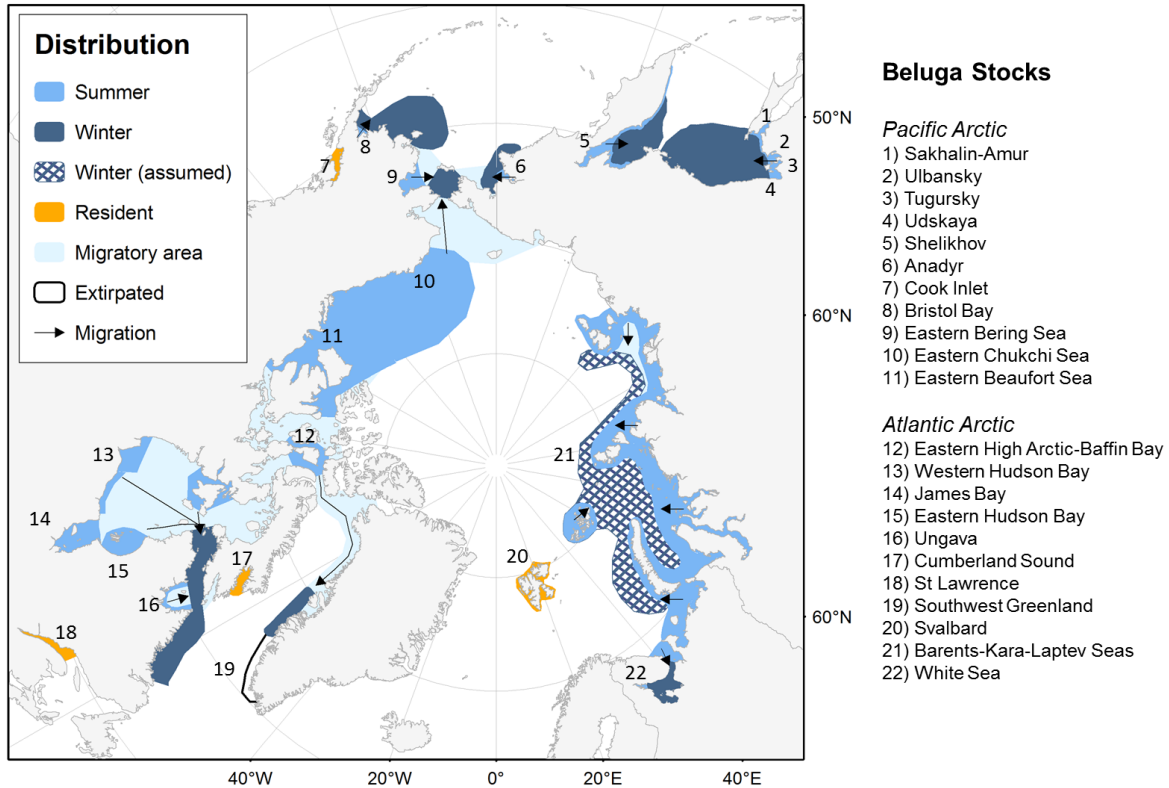 Distribution
Summer
Winter
Winter (assumed)
Resident
Migratory area
Extirpated
Migration
1
2
3
4
5
6
7
8
9
10
11
12
13
14
15
16
17
18
19
20
21
22
50°N
60°N
60°N
40°W
20°W
0°
20°E
40°E
Beluga Stocks
Pacific Arctic
1) Sakhalin-Amur
2) Ulbansky
3) Tugursky
4) Udskaya
5) Shelikhov
6) Anadyr
7) Cook Inlet
8) Bristol Bay
9) Eastern Bering Sea
10) Eastern Chukchi Sea
11) Eastern Beaufort Sea
Atlantic Arctic
12) Eastern High Arctic-Baffin Bay
13) Western Hudson Bay
14) James Bay
15) Eastern Hudson Bay
16) Ungava
17) Cumberland Sound
18) St Lawrence
19) Southwest Greenland
20) Svalbard
21) Barents-Kara-Laptev Seas
22) White Sea